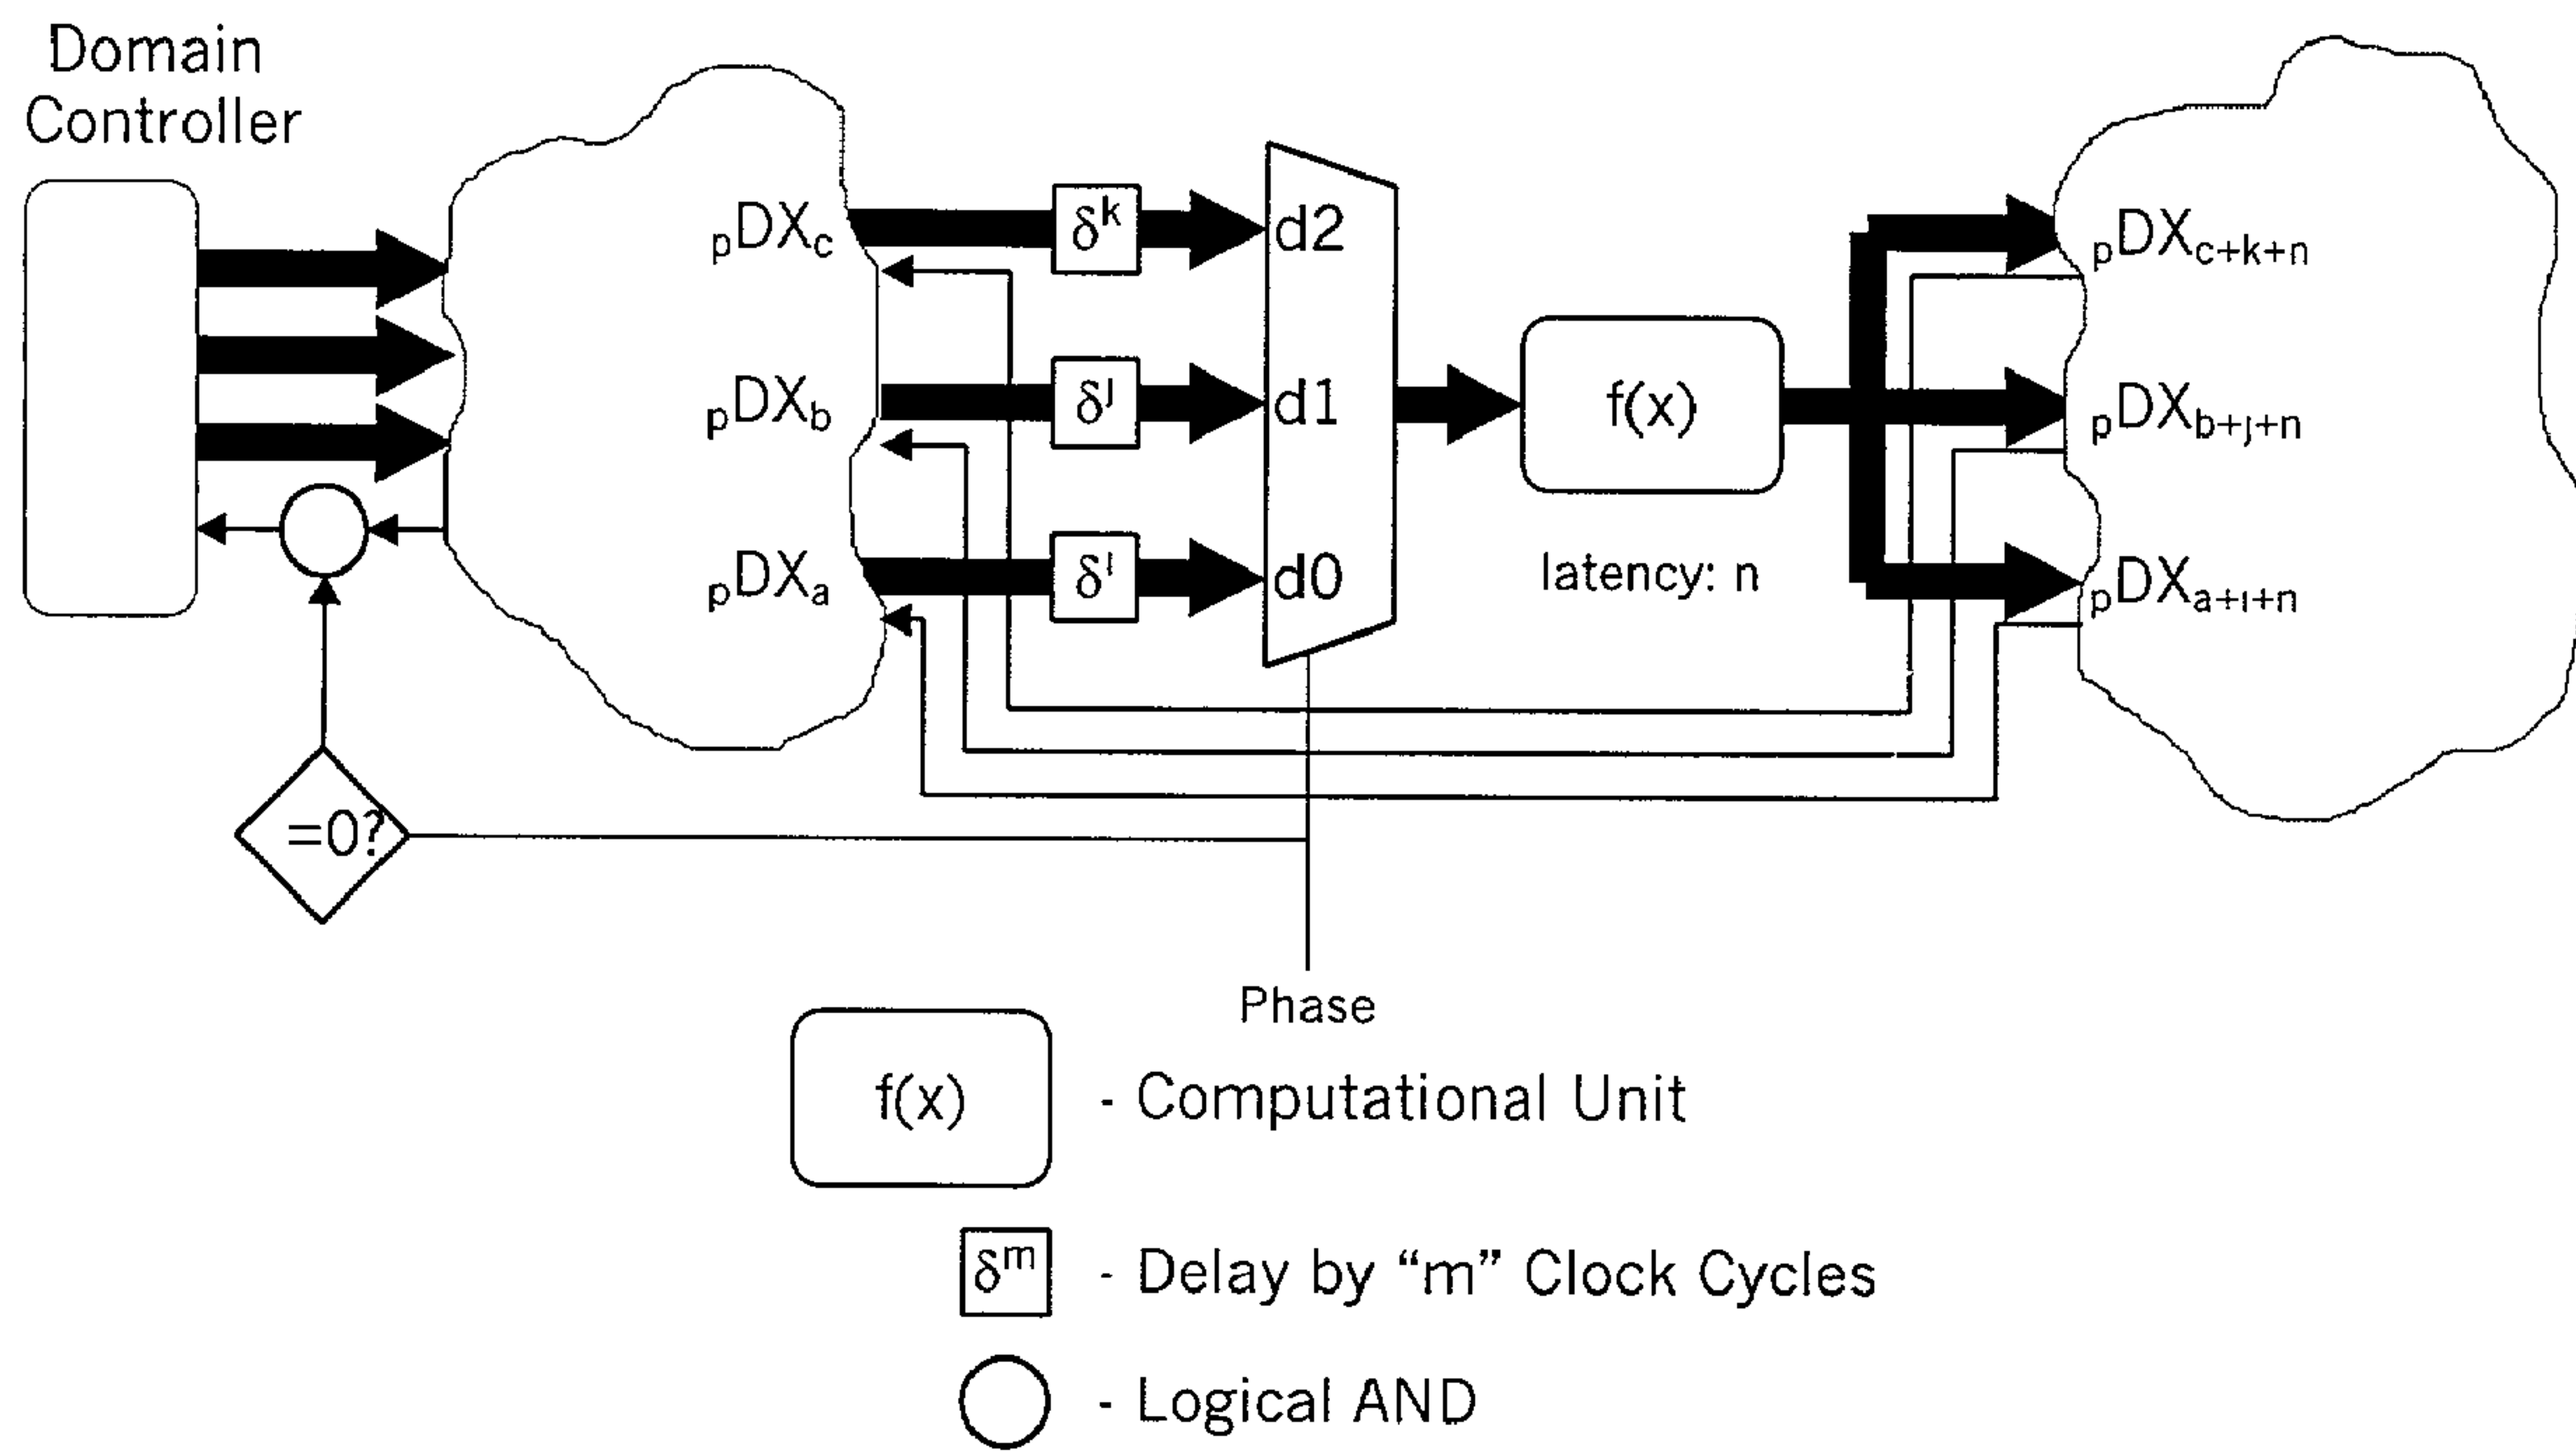 Domain
Controller
pDXc
δk
d2
pDXc+k+n
pDXb
δj
d1
f(x)
pDXb+j+n
pDXa
δi
d0
latency: n
pDXa+i+n
=0?
Phase
f(x) - Computational Unit
δm - Delay by “m” Clock Cycles
- Logical AND